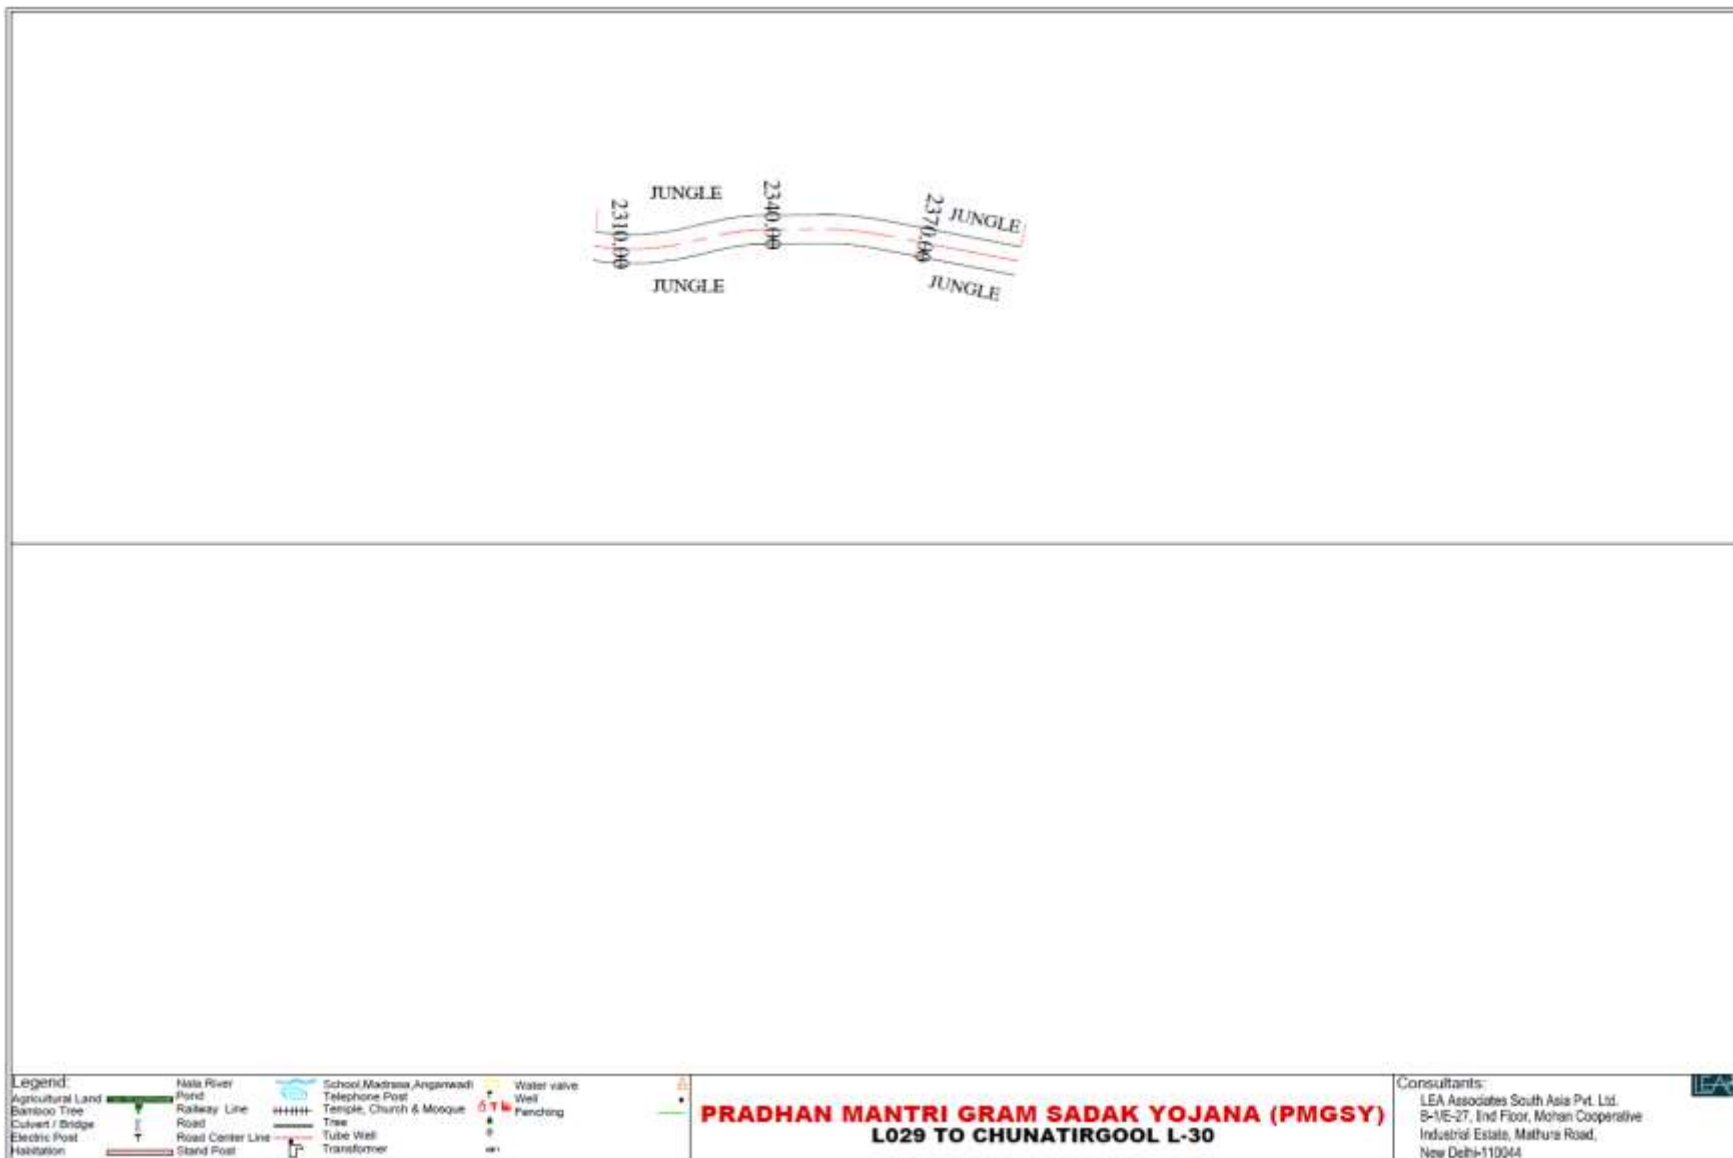 JUNGLE
2310.00
2340.00
2370.00
JUNGLE
JUNGLE
JUNGLE
Legend:
Agricultural Land
Bamboo Tree
Culvert / Bridge
Electric Post
Habitation
Nala River
Pond
Railway Line
Road
Road Center Line
Stand Post
School,Madrasa,Anganwadi
Telephone Post
Temple, Church & Mosque
Tree
Tube Well
Transformer
Water valve
Well
Fenching
PRADHAN MANTRI GRAM SADAK YOJANA (PMGSY)
L029 TO CHUNATIRGOOL L-30
Consultants:
LEA Associates South Asia Pvt. Ltd.
B-1/E-27, IInd Floor, Mohan Cooperative
Industrial Estate, Mathura Road,
New Delhi-110044